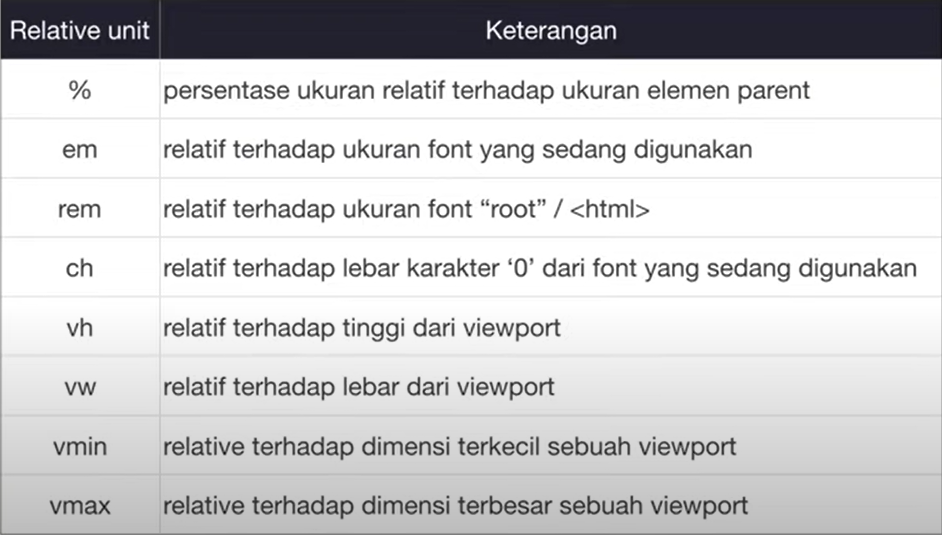 Relative unit Keterangan
% persentase ukuran relatif terhadap ukuran elemen parent
em relatif terhadap ukuran font yang sedang digunakan
rem relatif terhadap ukuran font “root” / <html>
ch relatif terhadap lebar karakter ‘0’ dari font yang sedang digunakan
vh relatif terhadap tinggi dari viewport
vw relatif terhadap lebar dari viewport
vmin relative terhadap dimensi terkecil sebuah viewport
vmax relative terhadap dimensi terbesar sebuah viewport